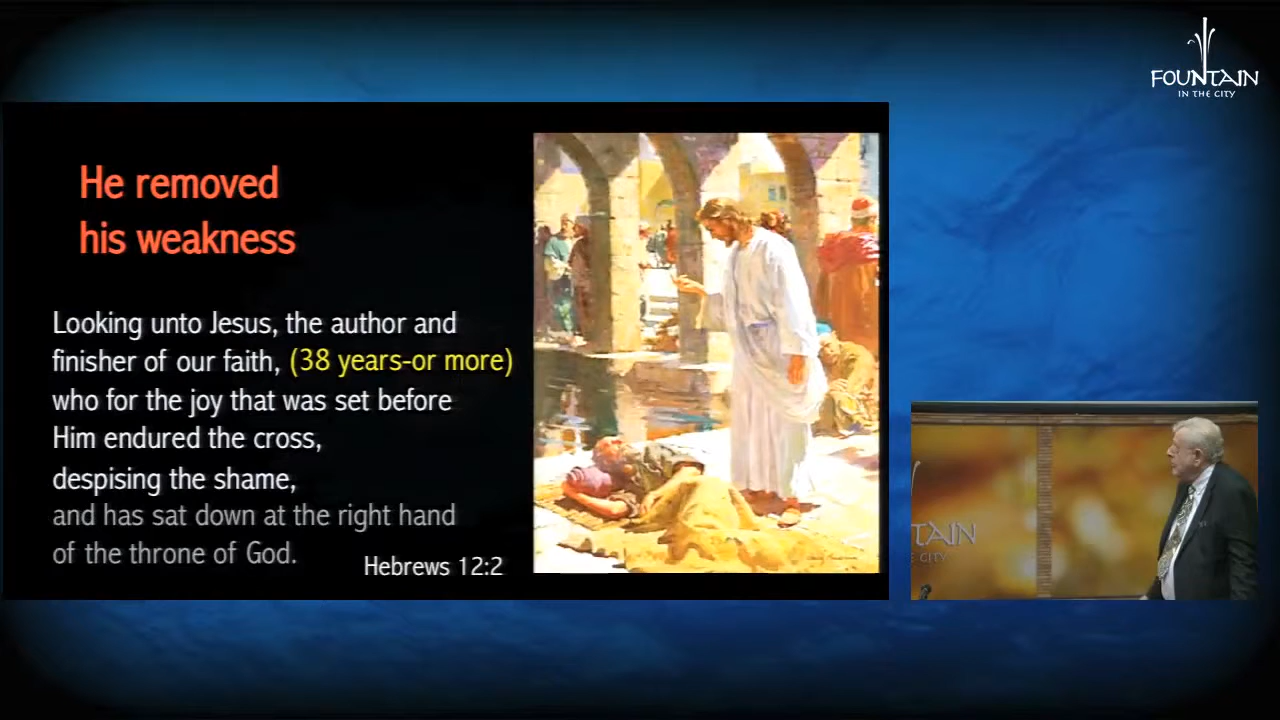 FOUNTAIN
IN THE CITY
He removed
his weakness
Looking unto Jesus, the author and
finisher of our faith, (38 years-or more)
who for the joy that was set before
Him endured the cross,
despising the shame,
and has sat down at the right hand
of the throne of God.
Hebrews 12:2
TAIN
E CITY